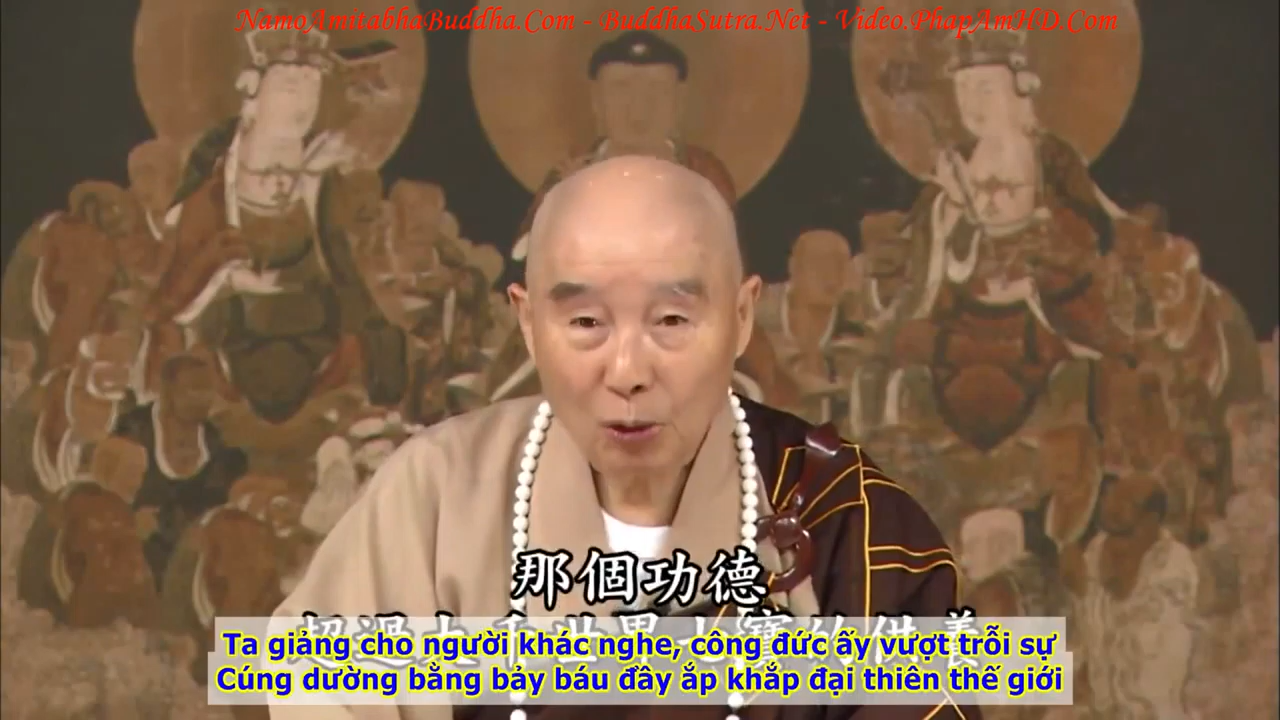 NamoAmitabhaBuddha.Com - BuddhaSutra.Net - Video.PhapAmHD.Com
那個功德
Ta giảng cho người khác nghe, công đức ấy vượt trỗi sự
Cúng dường bằng bảy báu đầy ắp khắp đại thiên thế giới